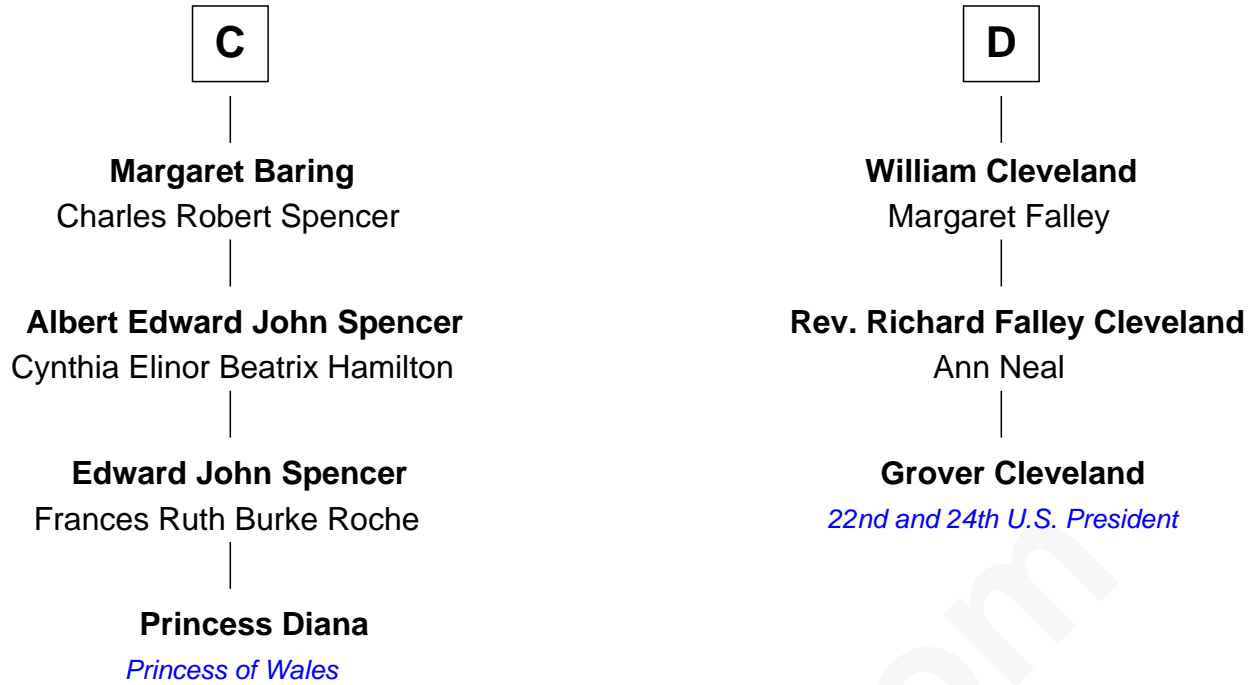 C
Margaret Baring
Charles Robert Spencer
Albert Edward John Spencer
Cynthia Elinor Beatrix Hamilton
Edward John Spencer
Frances Ruth Burke Roche
Princess Diana
Princess of Wales
D
William Cleveland
Margaret Falley
Rev. Richard Falley Cleveland
Ann Neal
Grover Cleveland
22nd and 24th U.S. President
om